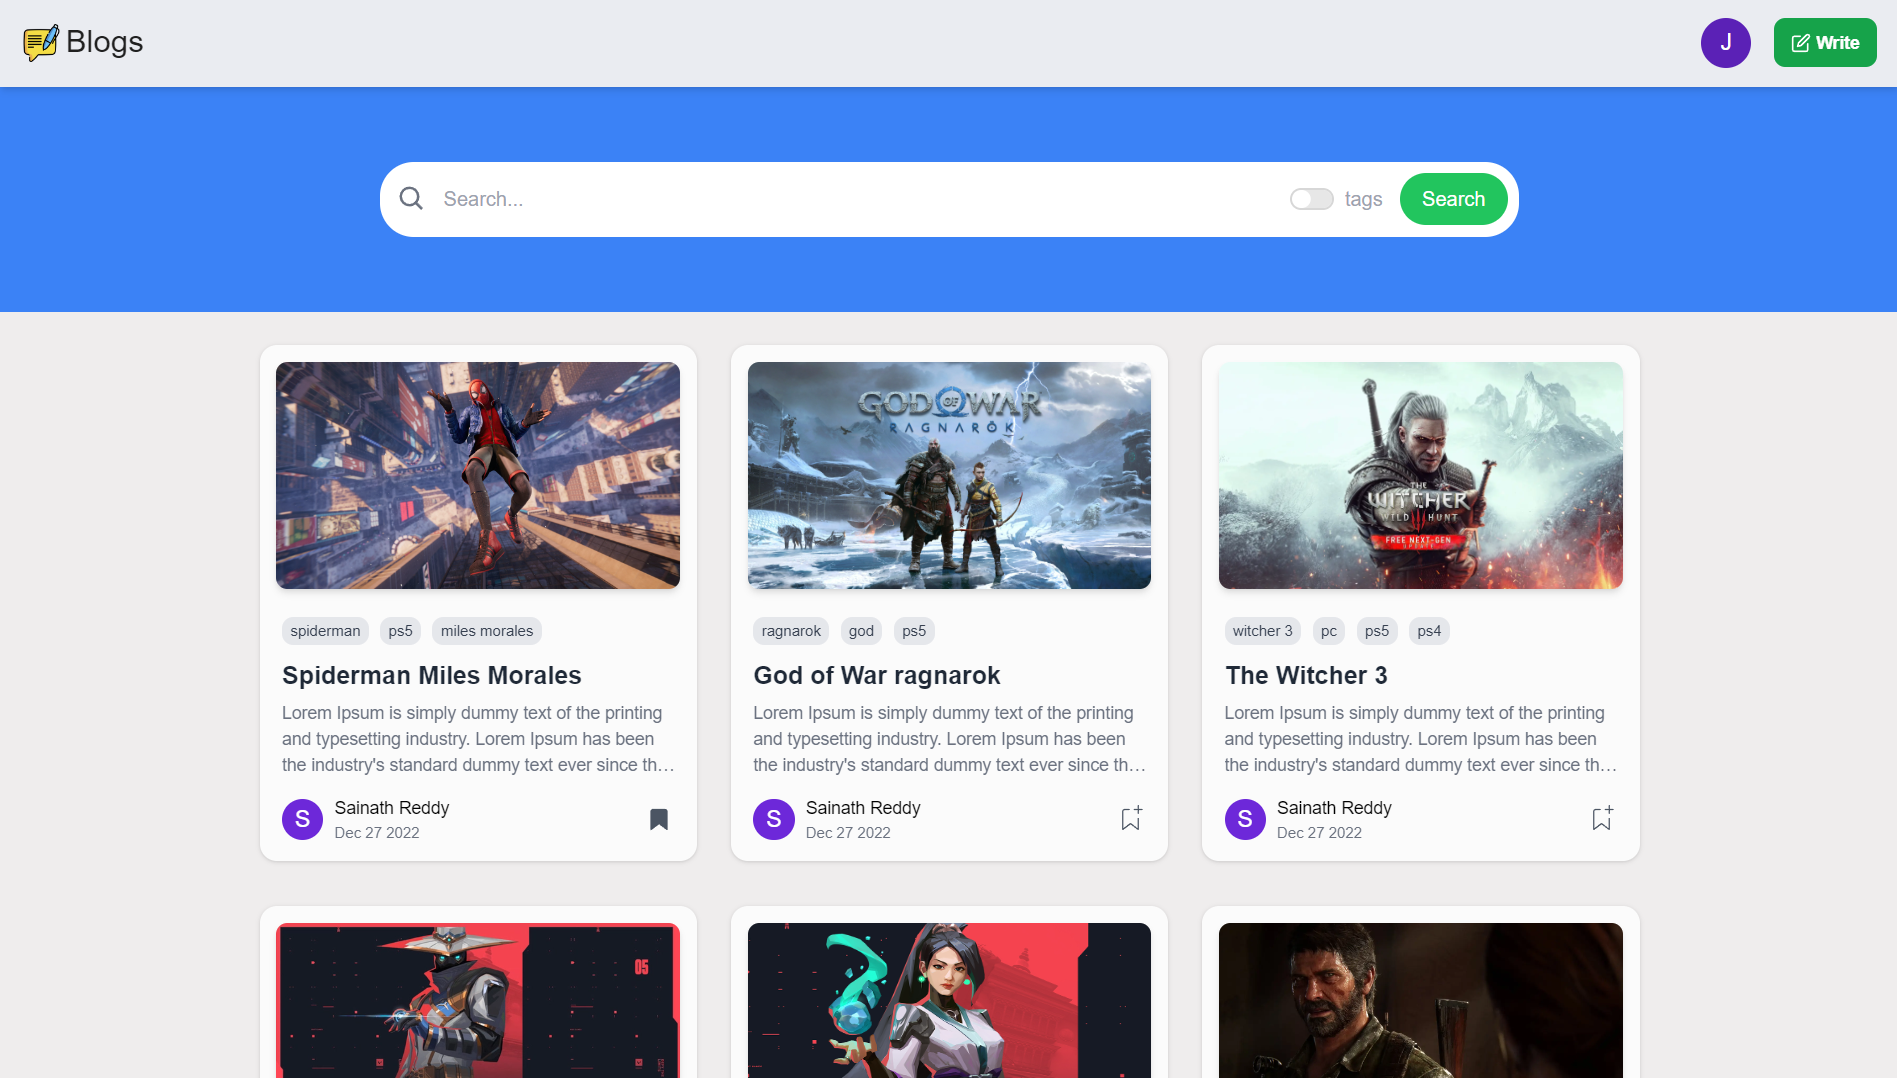 Blogs
J
Write
Search...
tags
Search
GOD OF WAR
RAGNARÖK
THE
WITCHER
WILD HUNT
FREE NEXT-GEN
UPDATE
spiderman ps5 miles morales
Spiderman Miles Morales
Lorem Ipsum is simply dummy text of the printing
and typesetting industry. Lorem Ipsum has been
the industry's standard dummy text ever since th…
S
Sainath Reddy
Dec 27 2022
ragnarok god ps5
God of War ragnarok
Lorem Ipsum is simply dummy text of the printing
and typesetting industry. Lorem Ipsum has been
the industry's standard dummy text ever since th…
S
Sainath Reddy
Dec 27 2022
witcher 3 pc ps5 ps4
The Witcher 3
Lorem Ipsum is simply dummy text of the printing
and typesetting industry. Lorem Ipsum has been
the industry's standard dummy text ever since th…
S
Sainath Reddy
Dec 27 2022
05